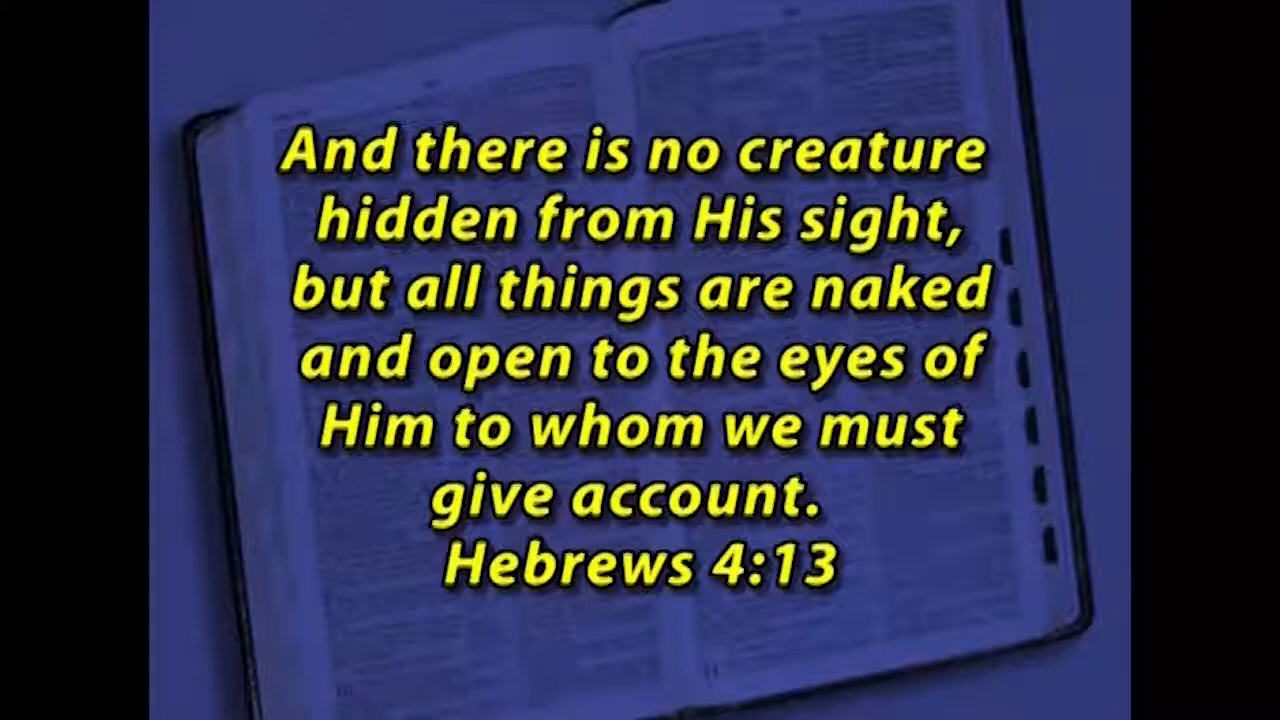 And there is no creature
hidden from His sight,
but all things are naked
and open to the eyes of
Him to whom we must
give account.
Hebrews 4:13